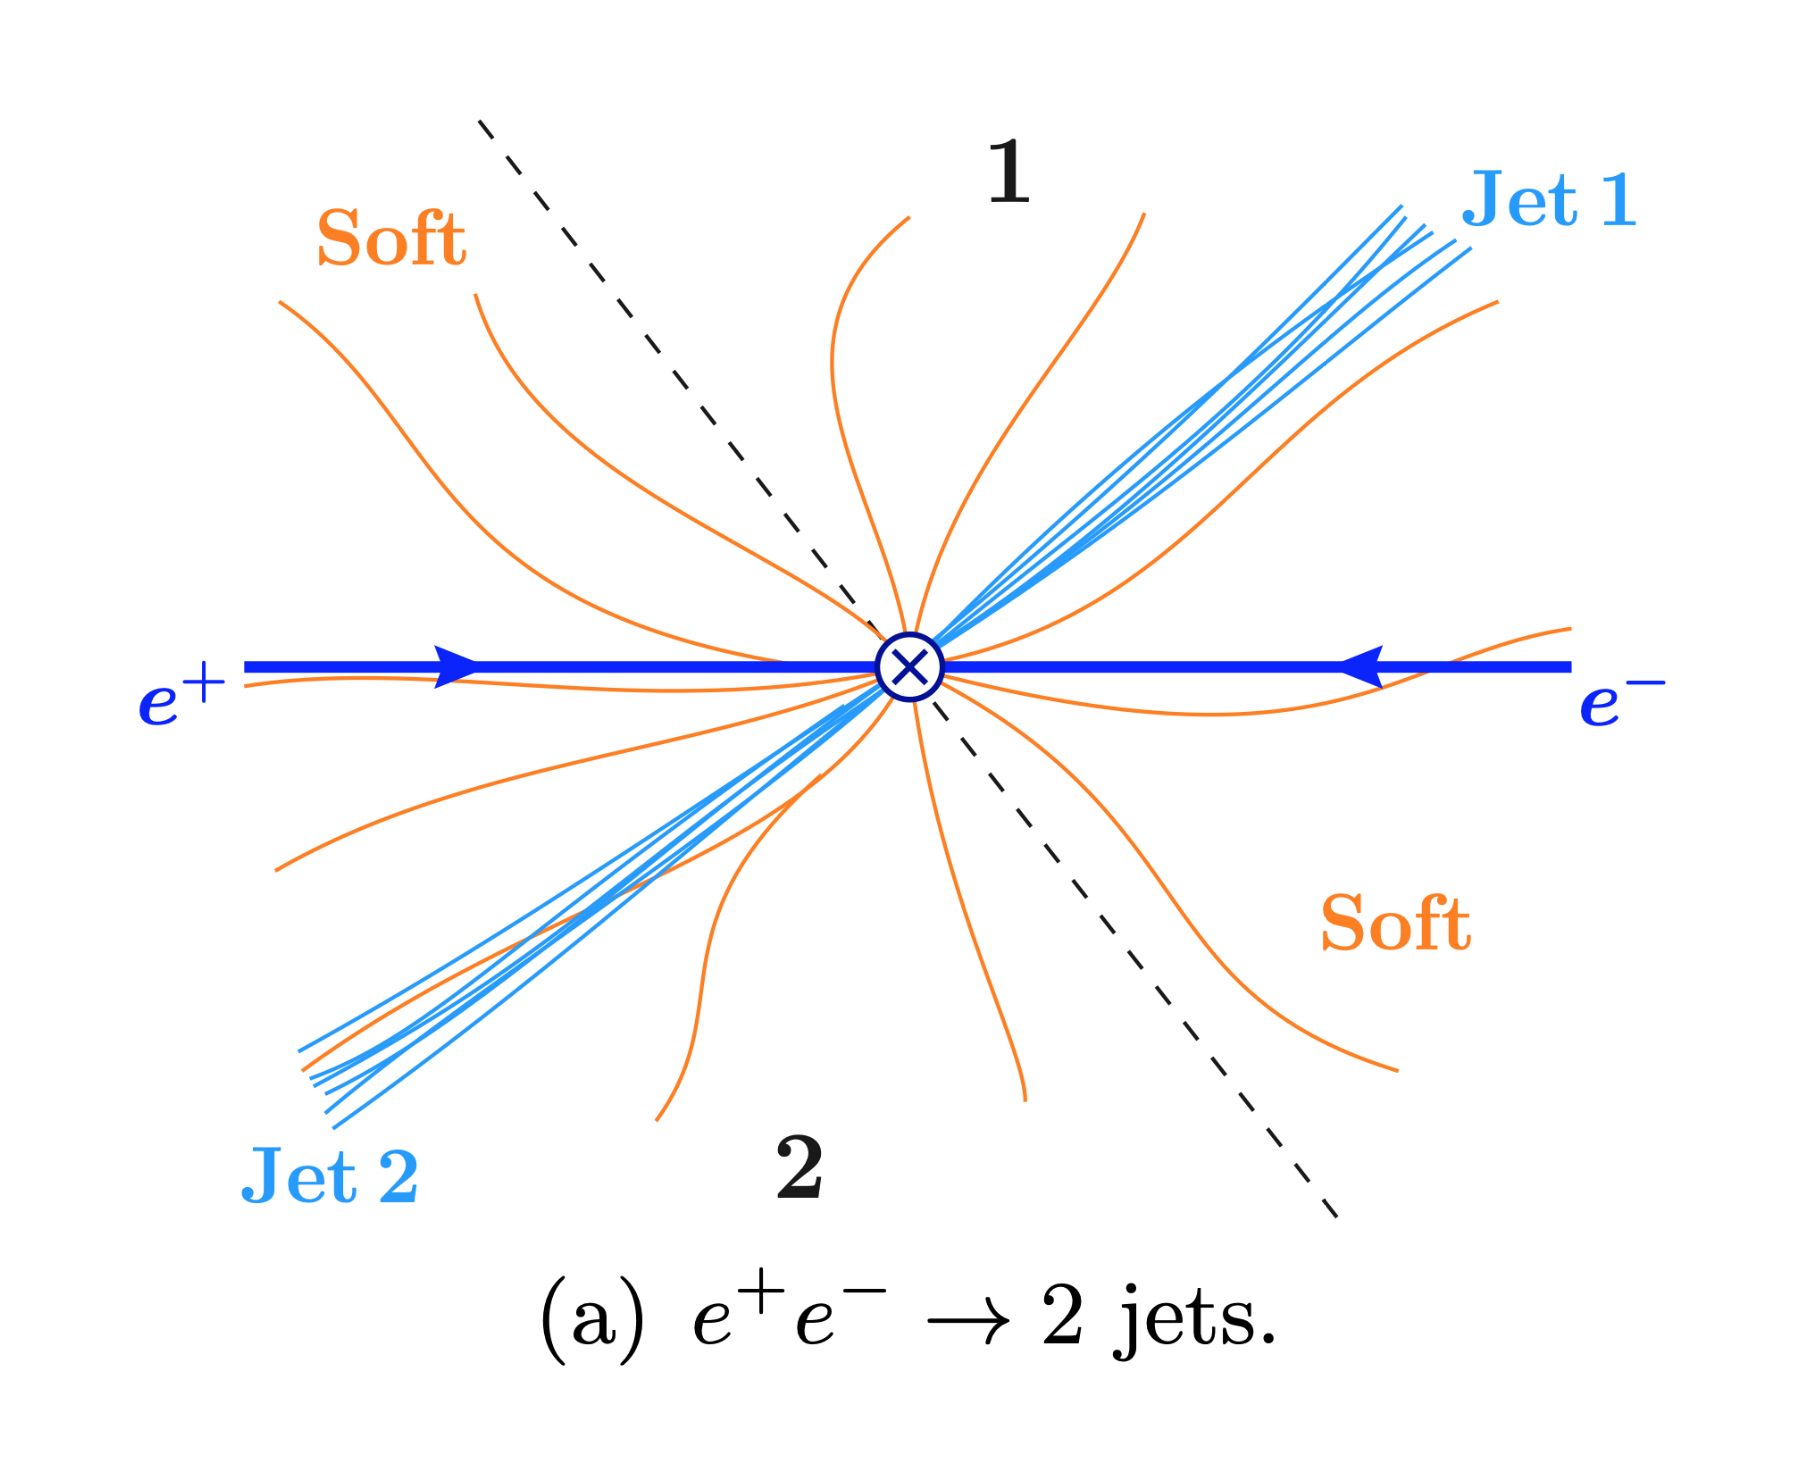 1
Jet 1
Soft
e⁺
e⁻
Soft
2
Jet 2
(a) e⁺e⁻ → 2 jets.